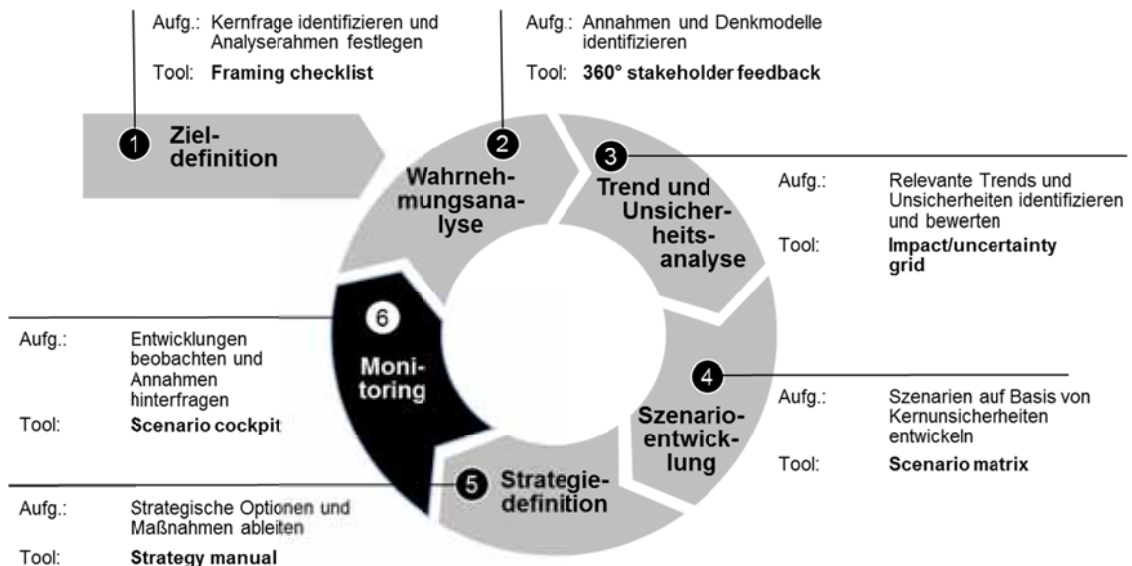 Aufg.: Kernfrage identifizieren und
Analyserahmen festlegen
Tool: Framing checklist
Aufg.: Annahmen und Denkmodelle
identifizieren
Tool: 360° stakeholder feedback
1 Ziel-
definition
2
Wahrneh-
mungsana-
lyse
3
Trend und
Unsicher-
heits-
analyse
Aufg.: Relevante Trends und
Unsicherheiten identifizieren
und bewerten
Tool: Impact/uncertainty
grid
4
Szenario-
entwick-
lung
Aufg.: Szenarien auf Basis von
Kernunsicherheiten
entwickeln
Tool: Scenario matrix
5 Strategie-
definition
Aufg.: Strategische Optionen und
Maßnahmen ableiten
Tool: Strategy manual
6
Moni-
toring
Aufg.: Entwicklungen
beobachten und
Annahmen
hinterfragen
Tool: Scenario cockpit